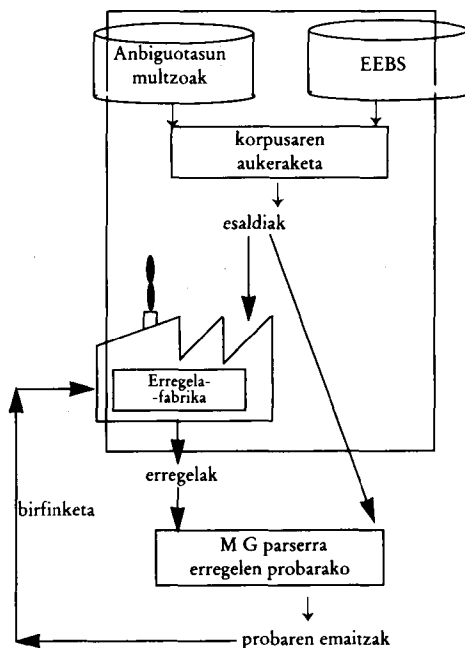 Anbiguotasun
multzoak
EEBS
korpusaren
aukeraketa
esaldiak
Erregela-
-fabrika
erregelak
birfinketa
M G parserra
erregelen probarako
probaren emaitzak